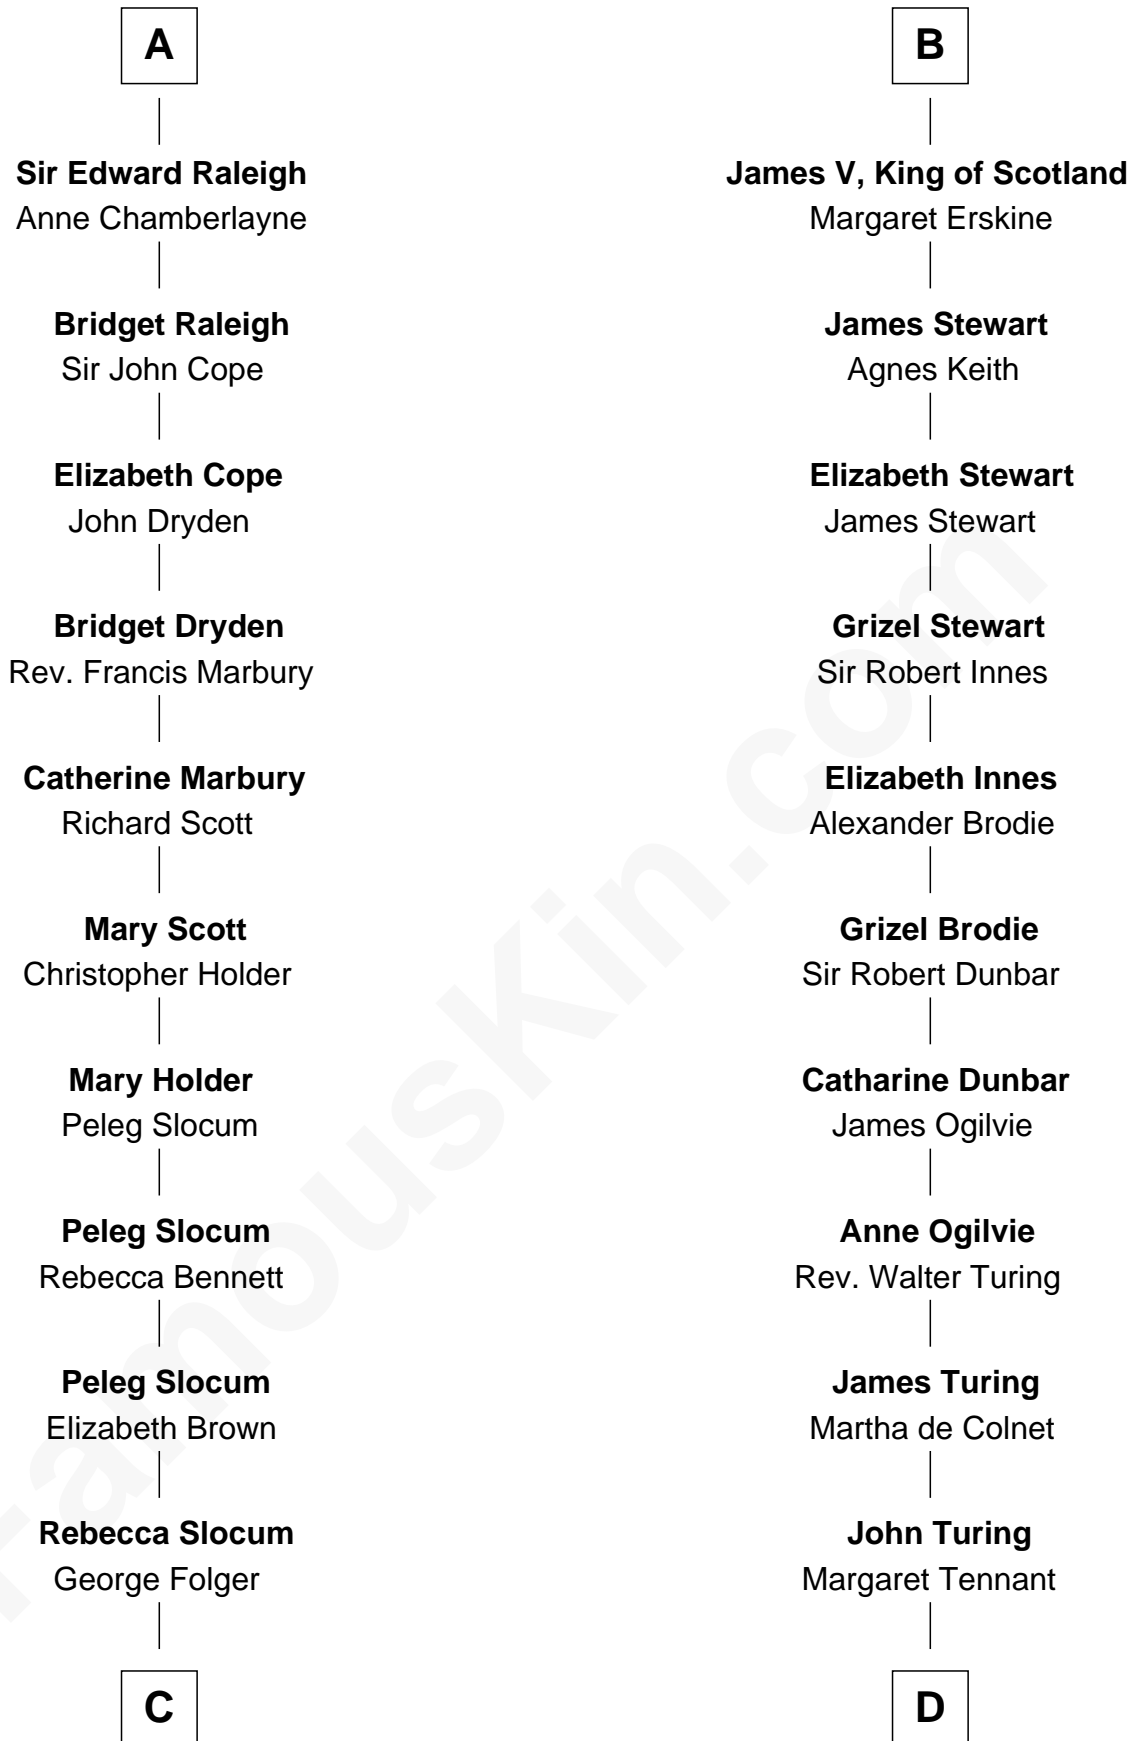 A
Sir Edward Raleigh
Anne Chamberlayne
Bridget Raleigh
Sir John Cope
Elizabeth Cope
John Dryden
Bridget Dryden
Rev. Francis Marbury
Catherine Marbury
Richard Scott
Mary Scott
Christopher Holder
Mary Holder
Peleg Slocum
Peleg Slocum
Rebecca Bennett
Peleg Slocum
Elizabeth Brown
Rebecca Slocum
George Folger
C
B
James V, King of Scotland
Margaret Erskine
James Stewart
Agnes Keith
Elizabeth Stewart
James Stewart
Grizel Stewart
Sir Robert Innes
Elizabeth Innes
Alexander Brodie
Grizel Brodie
Sir Robert Dunbar
Catharine Dunbar
James Ogilvie
Anne Ogilvie
Rev. Walter Turing
James Turing
Martha de Colnet
John Turing
Margaret Tennant
D
FamousKin.com